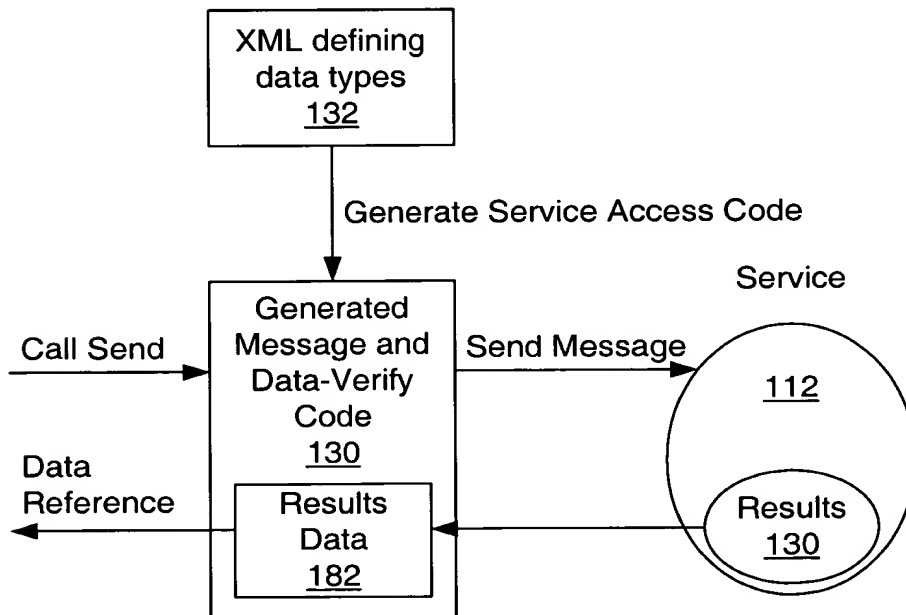 XML defining
data types
132
Generate Service Access Code
Service
Call Send
Generated
Message and
Data-Verify
Code
130
Send Message
112
Data
Reference
Results
Data
182
Results
130